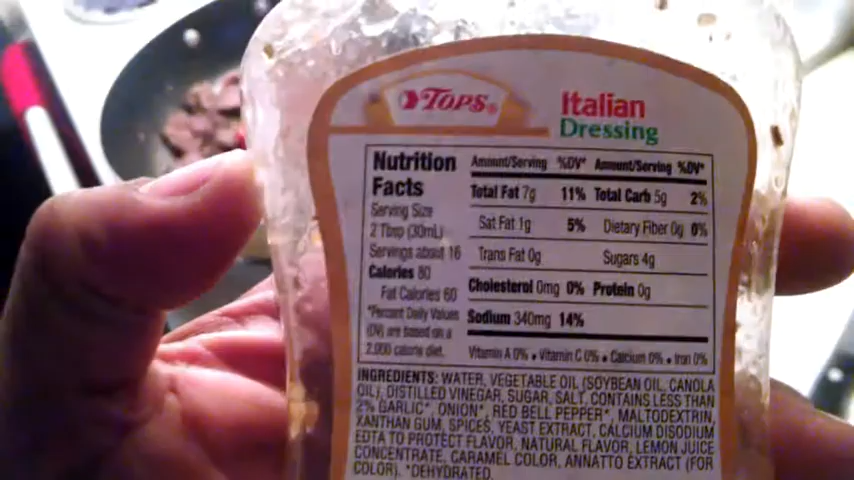 TOPS
Italian
Dressing
Nutrition
Facts
Serving Size
2 Tbsp (30mL)
Servings about 16
Calories 80
Fat Calories 60
*Percent Daily Values
(DV) are based on a
2,000 calorie diet.
Amount/Serving %DV* Amount/Serving %DV*
Total Fat 7g 11% Total Carb 5g 2%
Sat Fat 1g 5% Dietary Fiber 0g 0%
Trans Fat 0g Sugars 4g
Cholesterol 0mg 0% Protein 0g
Sodium 340mg 14%
Vitamin A 0% • Vitamin C 0% • Calcium 0% • Iron 0%
INGREDIENTS: WATER, VEGETABLE OIL (SOYBEAN OIL, CANOLA
OIL), DISTILLED VINEGAR, SUGAR, SALT, CONTAINS LESS THAN
2% GARLIC*, ONION*, RED BELL PEPPER*, MALTODEXTRIN,
XANTHAN GUM, SPICES, YEAST EXTRACT, CALCIUM DISODIUM
EDTA TO PROTECT FLAVOR, NATURAL FLAVOR, LEMON JUICE
CONCENTRATE, CARAMEL COLOR, ANNATTO EXTRACT (FOR
COLOR). *DEHYDRATED.